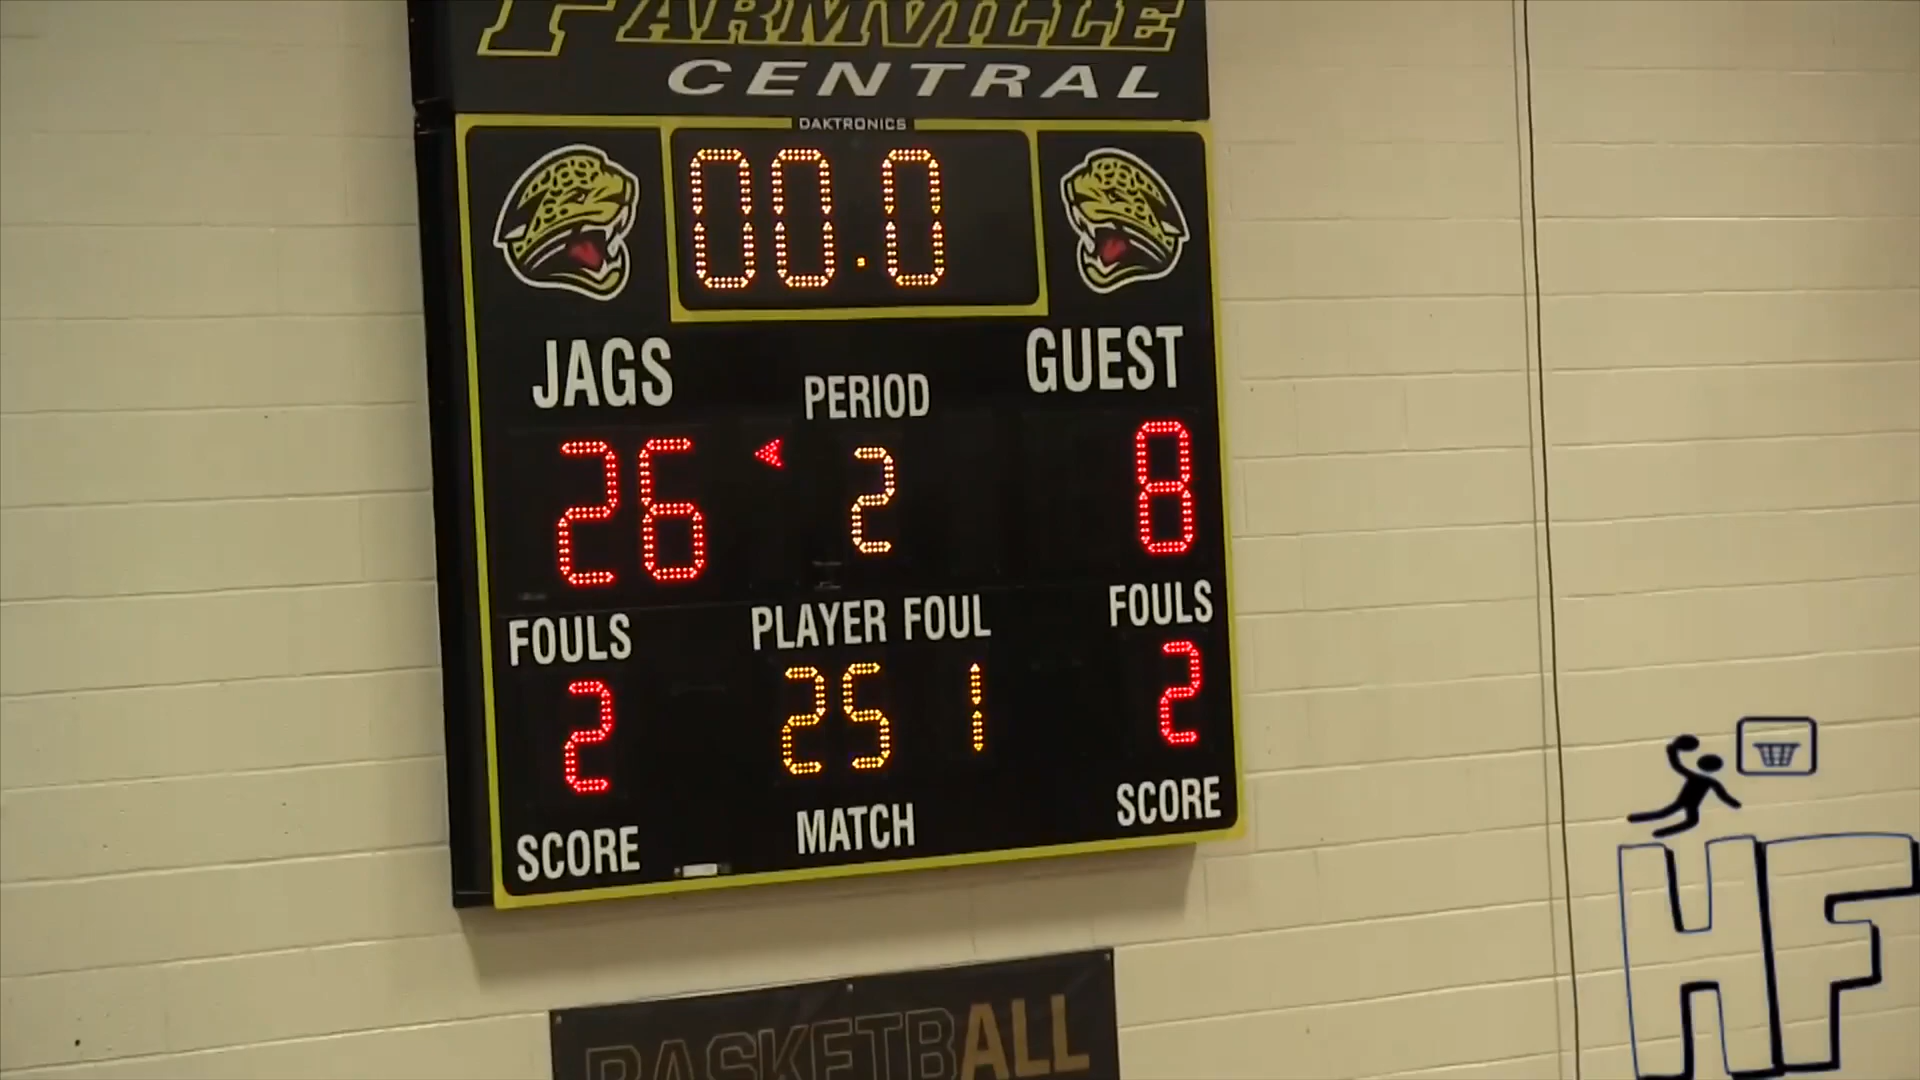 FARMVILLE
CENTRAL
DAKTRONICS
00.0
JAGS
PERIOD
GUEST
26
2
8
FOULS
PLAYER FOUL
FOULS
2
25 1
2
SCORE
MATCH
SCORE
BASKETBALL
HF